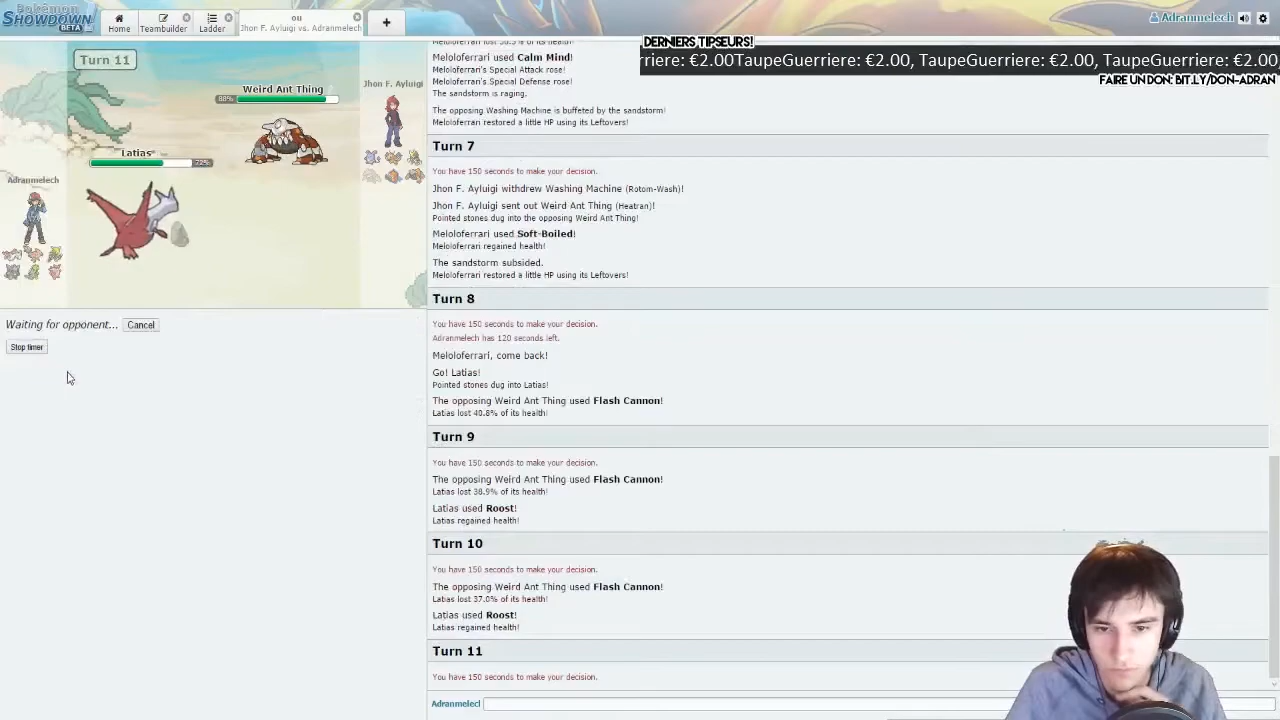 Pokémon
SHOWDOWN
BETA
Home
Teambuilder
Ladder
ou
Jhon F. Ayluigi vs. Adranmelech
+
Adranmelech
DERNIERS TIPSEURS!
rriere: €2.00TaupeGuerriere: €2.00, TaupeGuerriere: €2.00, TaupeGuerriere: €2.00
FAIRE UN DON: BIT.LY/DON-ADRAN
Turn 11
Weird Ant Thing
88%
Jhon F. Ayluigi
Latias
72%
Adranmelech
Waiting for opponent... Cancel
Stop timer
Meloloferrari used Calm Mind!
Meloloferrari's Special Attack rose!
Meloloferrari's Special Defense rose!
The sandstorm is raging.
The opposing Washing Machine is buffeted by the sandstorm!
Meloloferrari restored a little HP using its Leftovers!
Turn 7
You have 150 seconds to make your decision.
Jhon F. Ayluigi withdrew Washing Machine (Rotom-Wash)!
Jhon F. Ayluigi sent out Weird Ant Thing (Heatran)!
Pointed stones dug into the opposing Weird Ant Thing!
Meloloferrari used Soft-Boiled!
Meloloferrari regained health!
The sandstorm subsided.
Meloloferrari restored a little HP using its Leftovers!
Turn 8
You have 150 seconds to make your decision.
Adranmelech has 120 seconds left.
Meloloferrari, come back!
Go! Latias!
Pointed stones dug into Latias!
The opposing Weird Ant Thing used Flash Cannon!
Latias lost 40.8% of its health!
Turn 9
You have 150 seconds to make your decision.
The opposing Weird Ant Thing used Flash Cannon!
Latias lost 38.9% of its health!
Latias used Roost!
Latias regained health!
Turn 10
You have 150 seconds to make your decision.
The opposing Weird Ant Thing used Flash Cannon!
Latias lost 37.0% of its health!
Latias used Roost!
Latias regained health!
Turn 11
You have 150 seconds to make your decision.
Adranmelecl